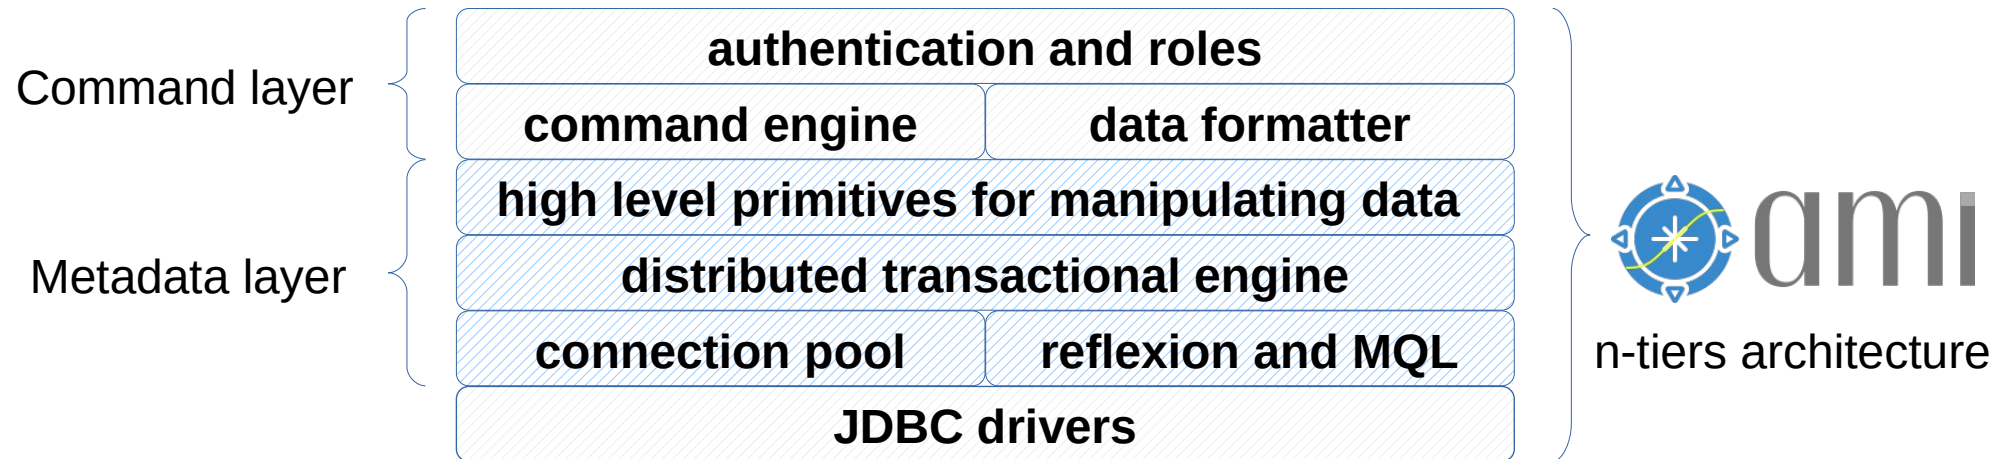 authentication and roles
Command layer
command engine
data formatter
high level primitives for manipulating data
Metadata layer
distributed transactional engine
connection pool
reflexion and MQL
JDBC drivers
ami
n-tiers architecture